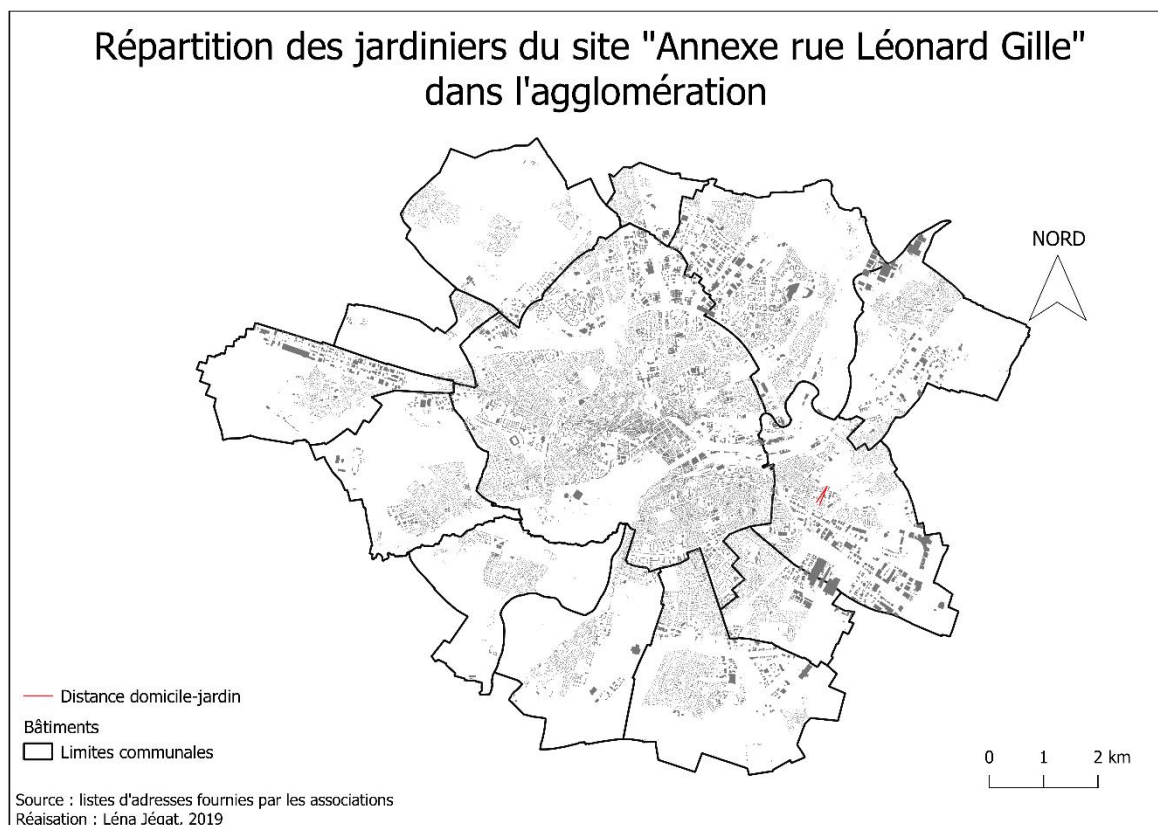 Répartition des jardiniers du site "Annexe rue Léonard Gille"
dans l'agglomération
NORD
Distance domicile-jardin
Bâtiments
Limites communales
0 1 2 km
Source : listes d'adresses fournies par les associations
Réaisation : Léna Jégat, 2019